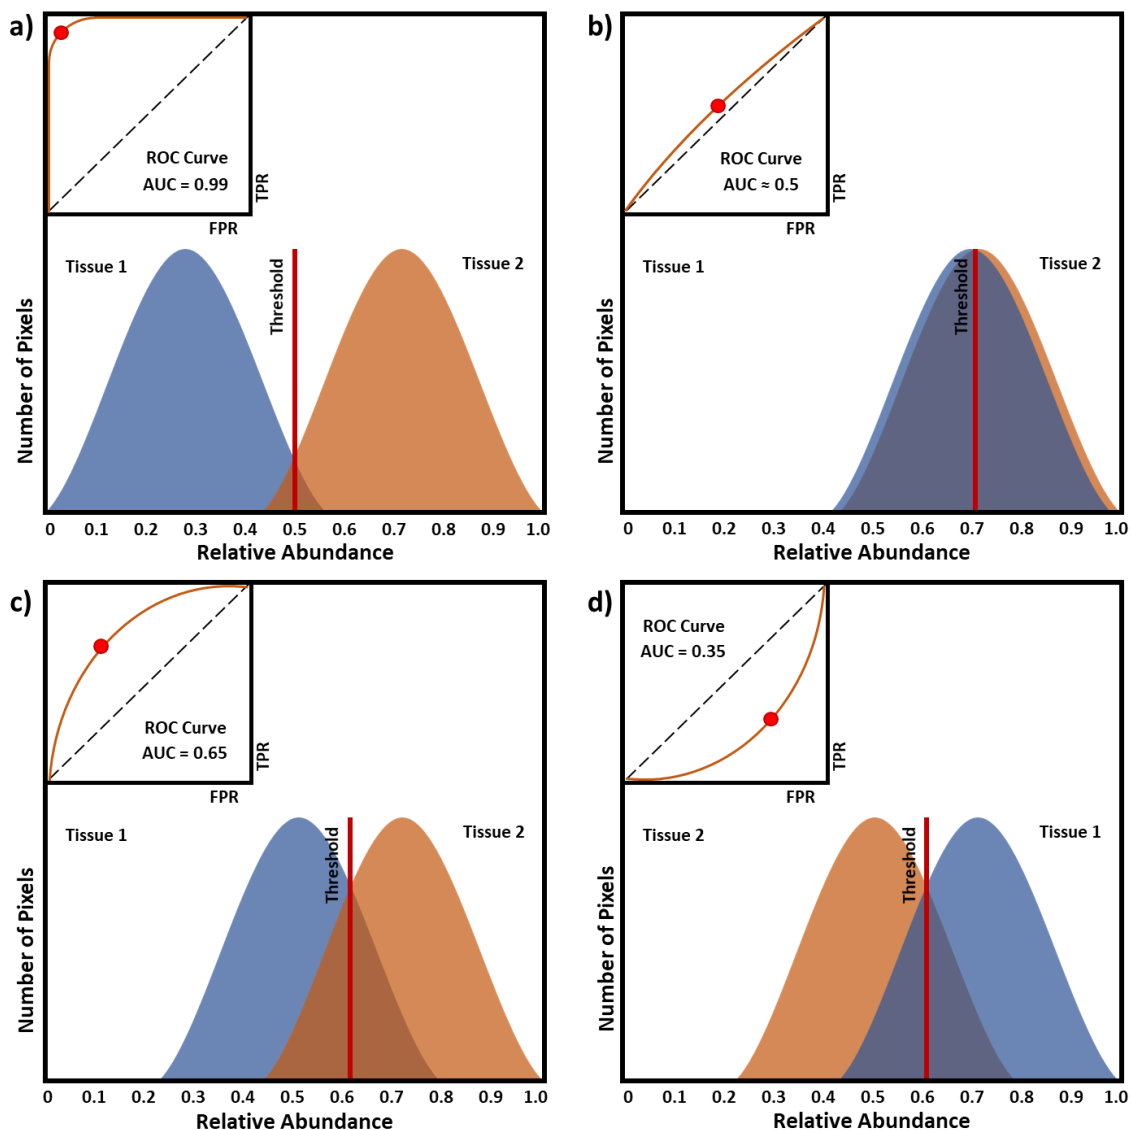 a)
ROC Curve
AUC = 0.99
TPR
FPR
Tissue 1
Tissue 2
Threshold
Number of Pixels
0 0.1 0.2 0.3 0.4 0.5 0.6 0.7 0.8 0.9 1.0
Relative Abundance
b)
ROC Curve
AUC ≈ 0.5
TPR
FPR
Tissue 1
Tissue 2
Threshold
Number of Pixels
0 0.1 0.2 0.3 0.4 0.5 0.6 0.7 0.8 0.9 1.0
Relative Abundance
c)
ROC Curve
AUC = 0.65
TPR
FPR
Tissue 1
Tissue 2
Threshold
Number of Pixels
0 0.1 0.2 0.3 0.4 0.5 0.6 0.7 0.8 0.9 1.0
Relative Abundance
d)
ROC Curve
AUC = 0.35
TPR
FPR
Tissue 2
Tissue 1
Threshold
Number of Pixels
0 0.1 0.2 0.3 0.4 0.5 0.6 0.7 0.8 0.9 1.0
Relative Abundance